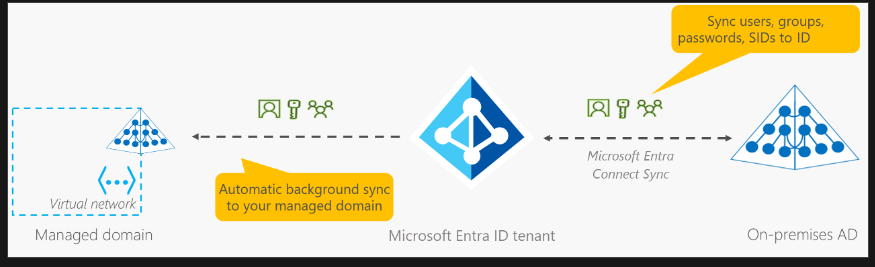 Sync users, groups,
passwords, SIDs to ID
Microsoft Entra
Connect Sync
Automatic background sync
to your managed domain
Virtual network
Managed domain
Microsoft Entra ID tenant
On-premises AD